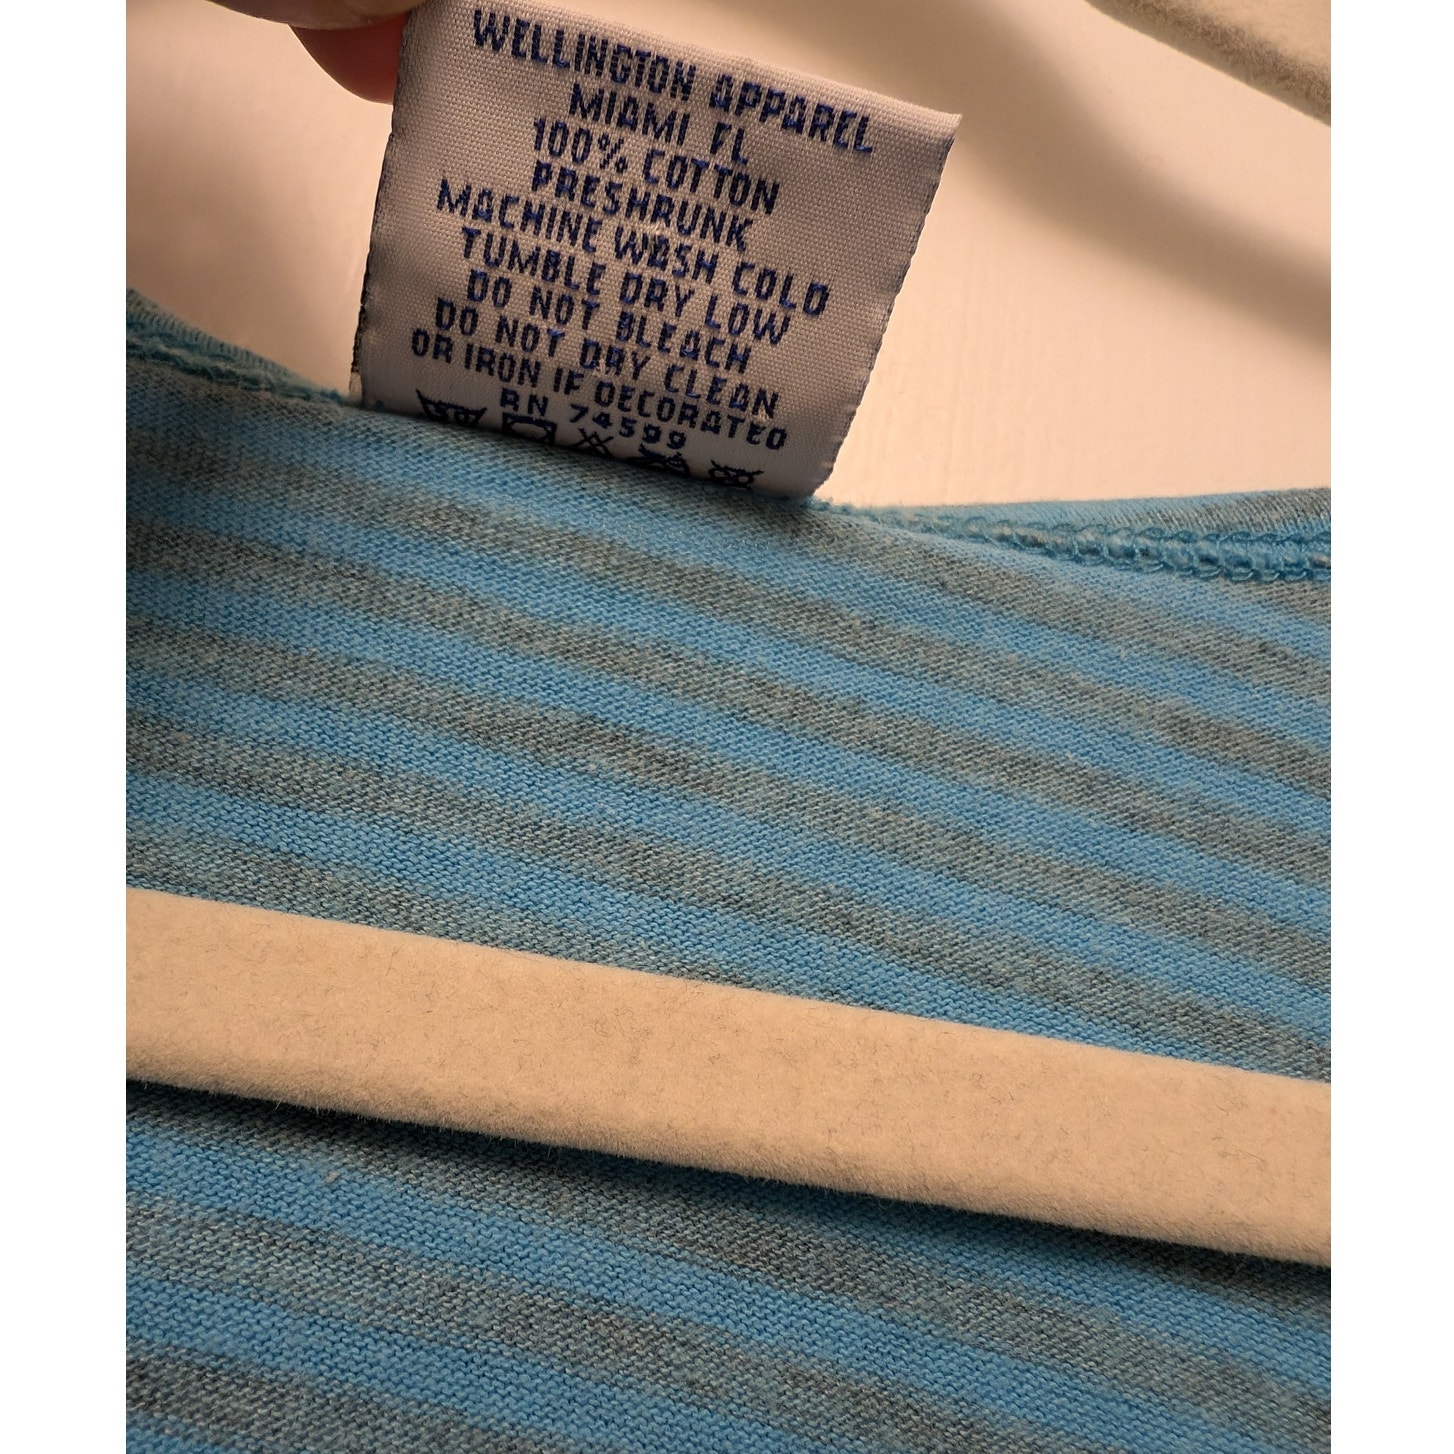 WELLINGTON APPAREL
MIAMI FL
100% COTTON
PRESHRUNK
MACHINE WASH COLD
TUMBLE DRY LOW
DO NOT BLEACH
DO NOT DRY CLEAN
OR IRON IF DECORATED
RN 74599